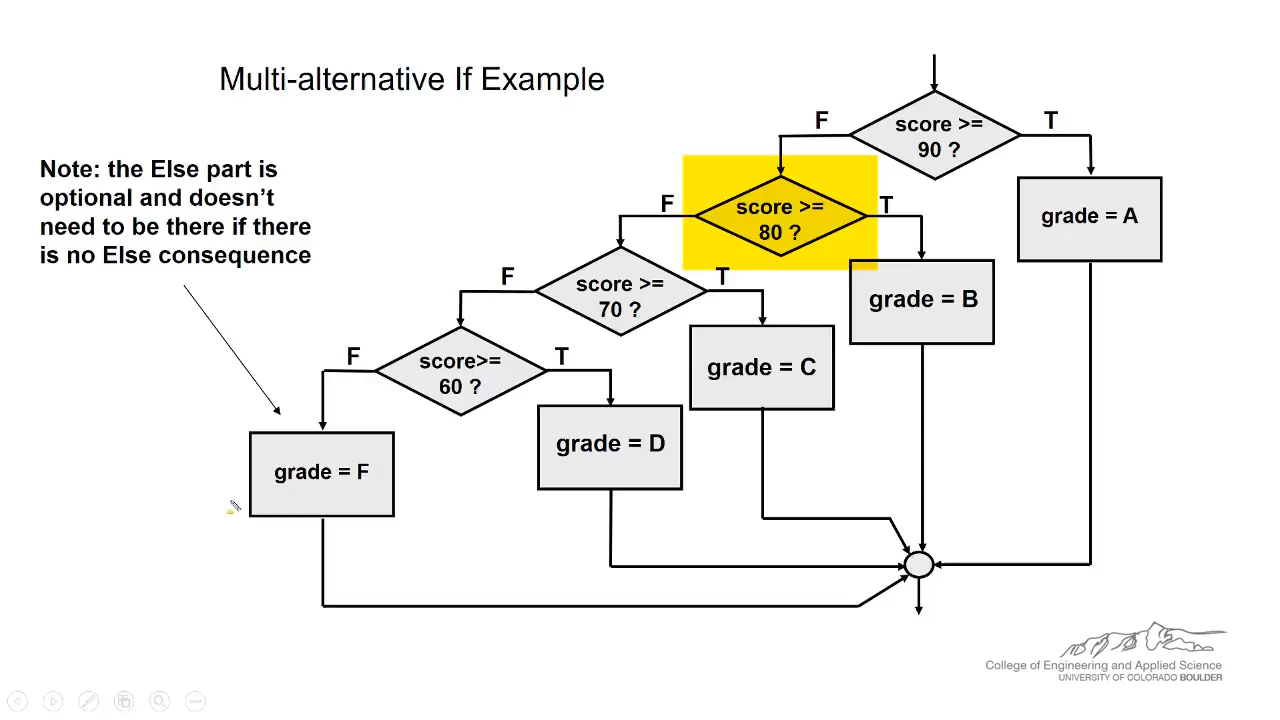 Multi-alternative If Example
Note: the Else part is
optional and doesn’t
need to be there if there
is no Else consequence
F
score >=
90 ?
T
grade = A
F
score >=
80 ?
T
grade = B
F
score >=
70 ?
T
grade = C
F
score>=
60 ?
T
grade = D
grade = F
College of Engineering and Applied Science
UNIVERSITY OF COLORADO BOULDER